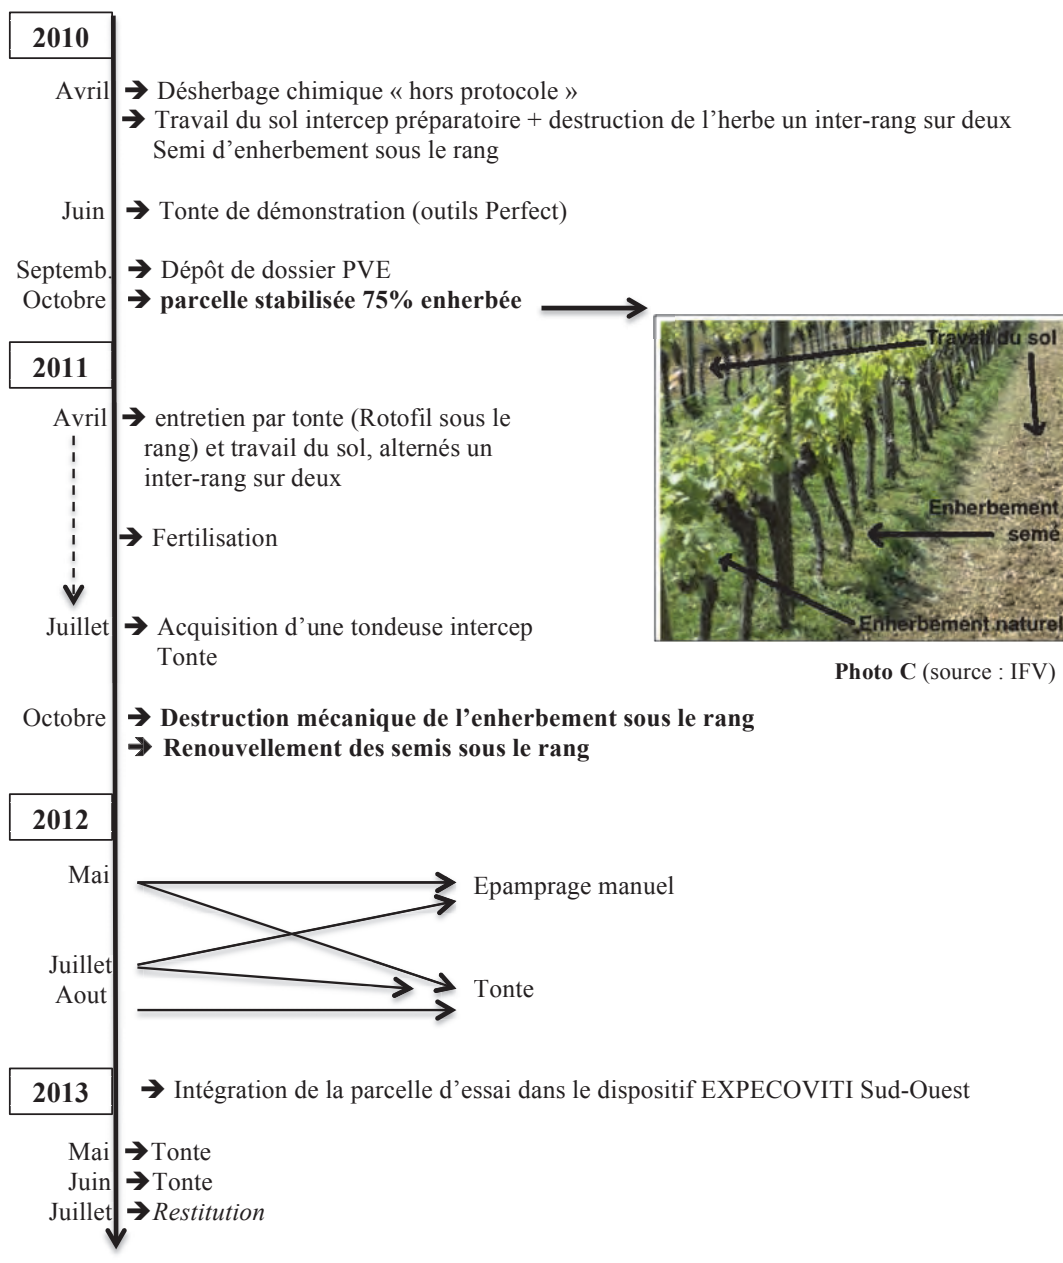 2010
Avril ➔ Désherbage chimique « hors protocole »
➔ Travail du sol intercep préparatoire + destruction de l'herbe un inter-rang sur deux
Semi d'enherbement sous le rang
Juin ➔ Tonte de démonstration (outils Perfect)
Septemb. ➔ Dépôt de dossier PVE
Octobre ➔ parcelle stabilisée 75% enherbée
Travail du sol
Enherbement
semé
Enherbement naturel
Photo C (source : IFV)
2011
Avril ➔ entretien par tonte (Rotofil sous le
rang) et travail du sol, alternés un
inter-rang sur deux
➔ Fertilisation
Juillet ➔ Acquisition d'une tondeuse intercep
Tonte
Octobre ➔ Destruction mécanique de l'enherbement sous le rang
➔ Renouvellement des semis sous le rang
2012
Mai
Epamprage manuel
Juillet
Aout
Tonte
2013
➔ Intégration de la parcelle d'essai dans le dispositif EXPECOVITI Sud-Ouest
Mai ➔ Tonte
Juin ➔ Tonte
Juillet ➔ Restitution